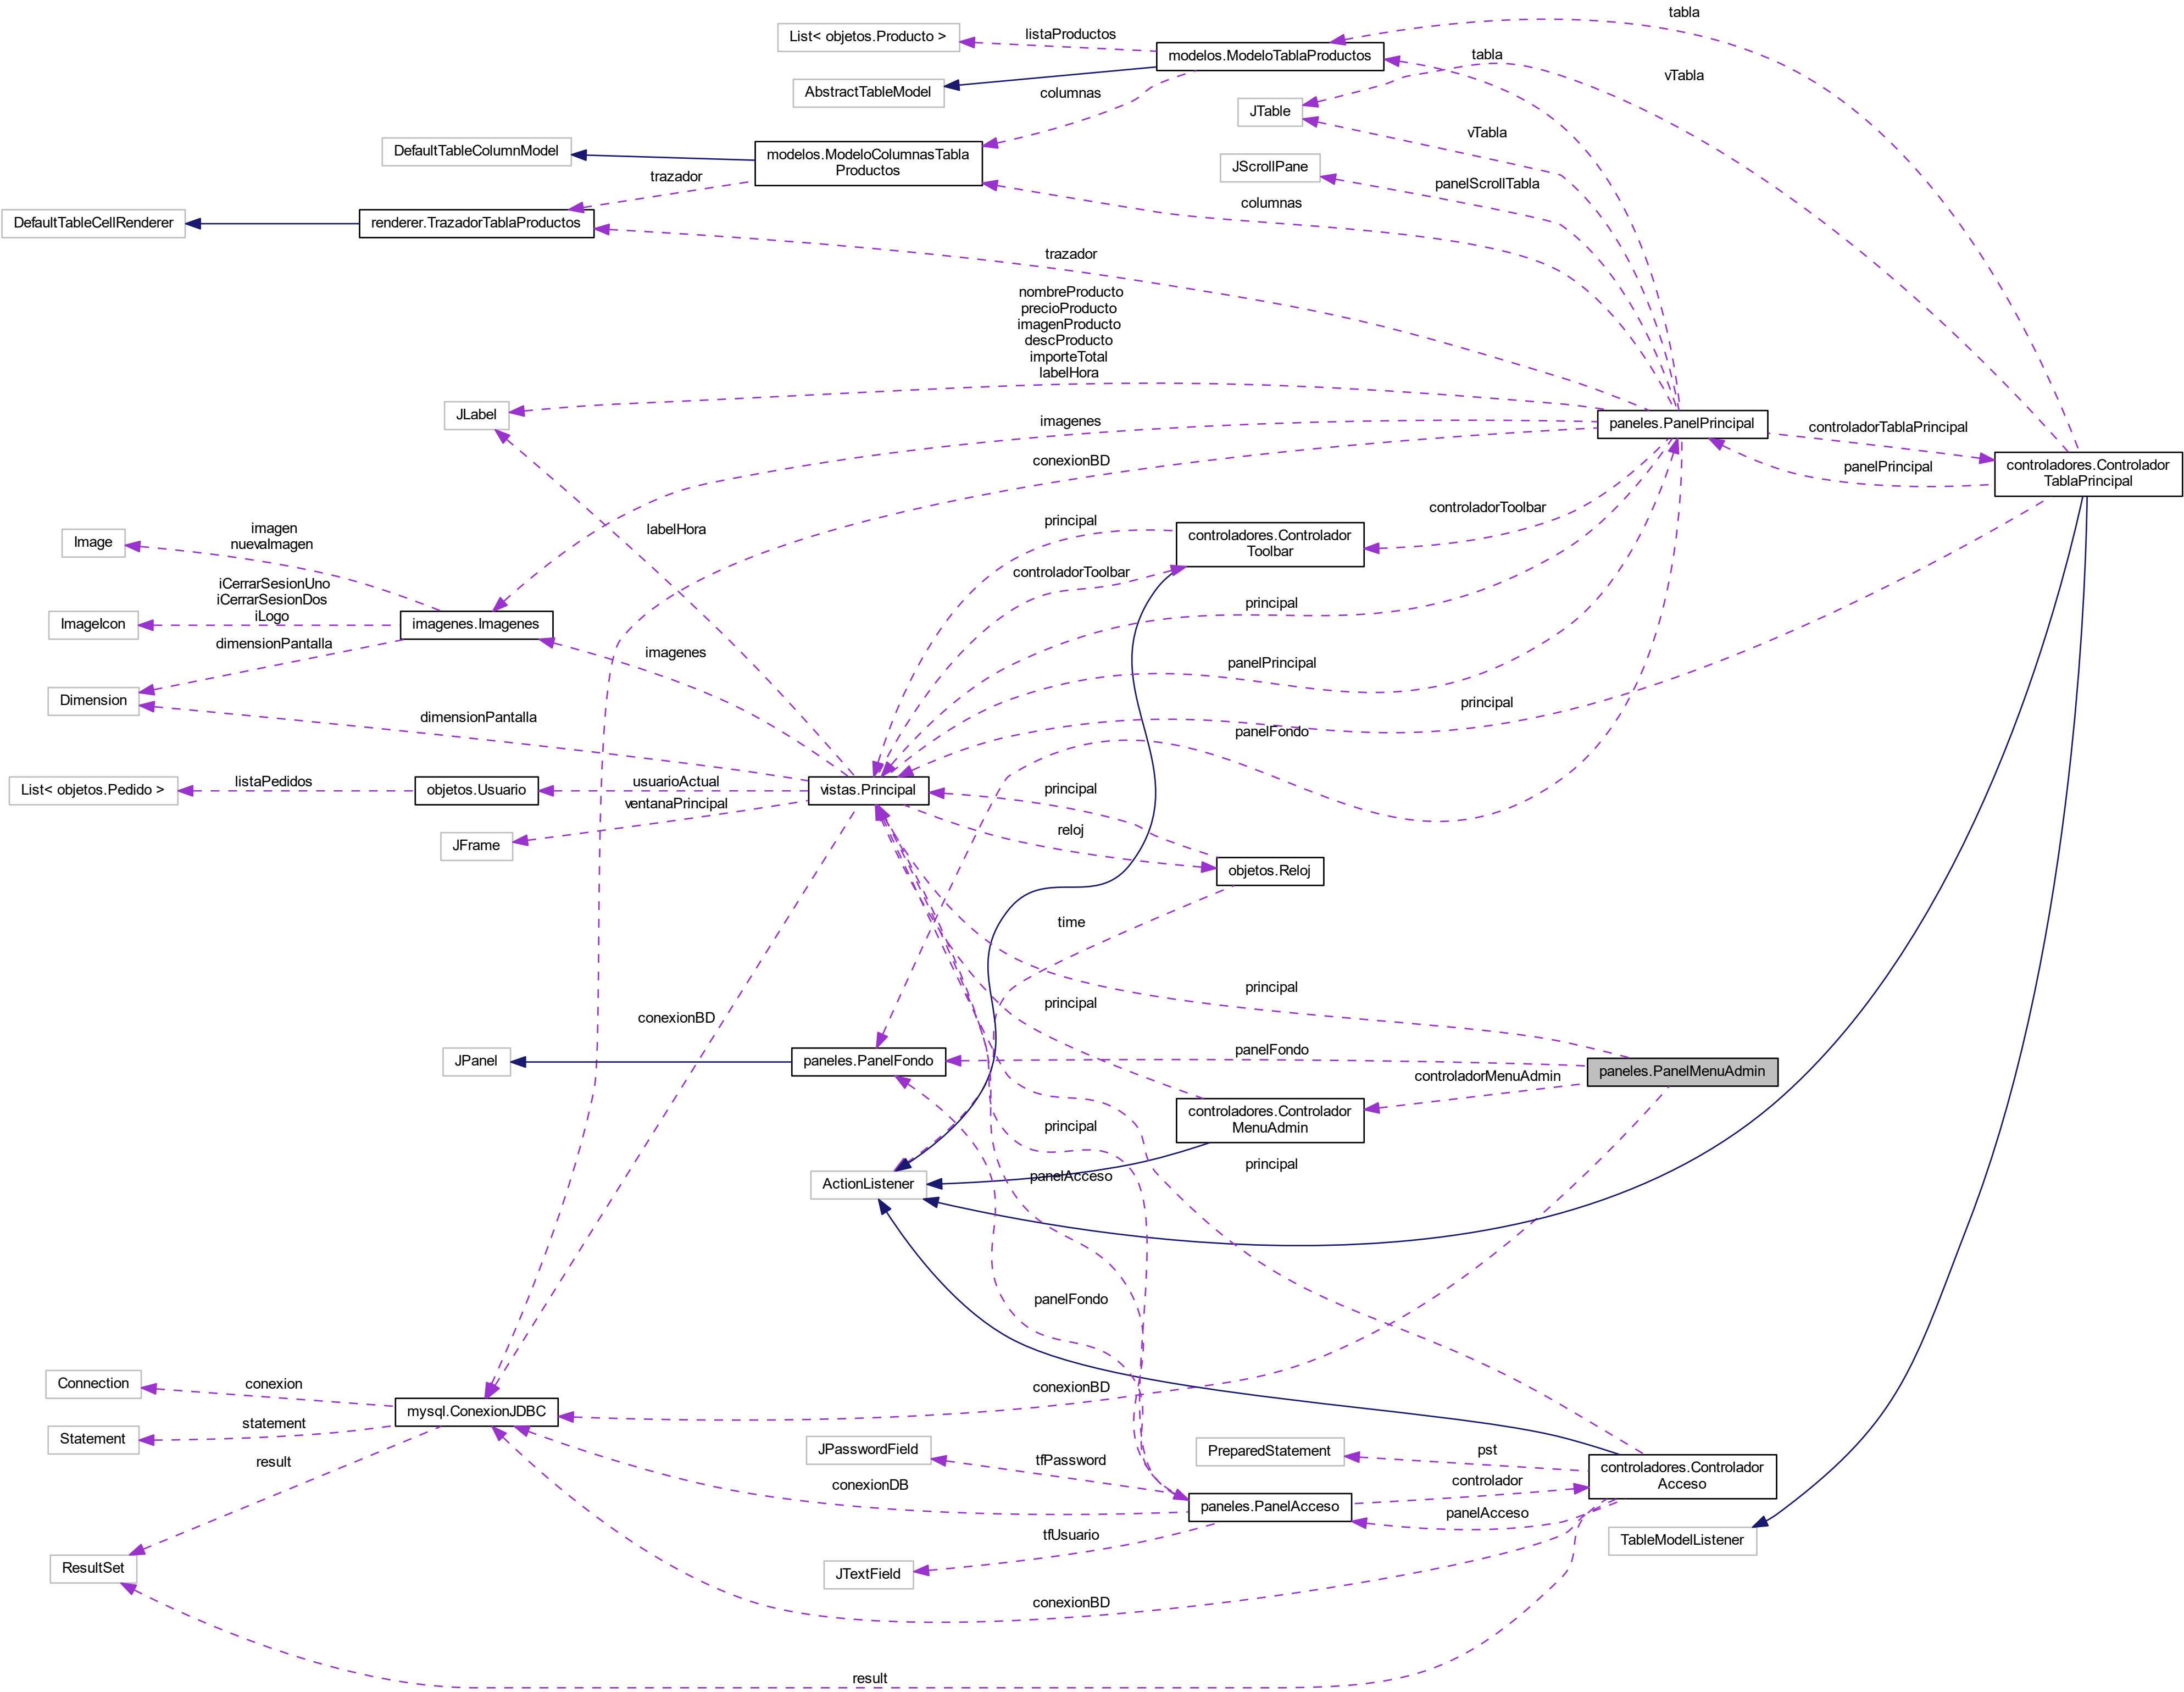 tabla
List< objetos.Producto >
listaProductos
modelos.ModeloTablaProductos
tabla
vTabla
AbstractTableModel
columnas
JTable
vTabla
DefaultTableColumnModel
modelos.ModeloColumnasTabla
Productos
JScrollPane
panelScrollTabla
trazador
columnas
DefaultTableCellRenderer
renderer.TrazadorTablaProductos
trazador
nombreProducto
precioProducto
imagenProducto
descProducto
importeTotal
labelHora
JLabel
imagenes
paneles.PanelPrincipal
controladorTablaPrincipal
conexionBD
panelPrincipal
controladores.Controlador
TablaPrincipal
controladorToolbar
Image
imagen
nuevaImagen
labelHora
principal
controladores.Controlador
Toolbar
controladorToolbar
iCerrarSesionUno
iCerrarSesionDos
iLogo
ImageIcon
imagenes.Imagenes
principal
dimensionPantalla
imagenes
panelPrincipal
Dimension
dimensionPantalla
principal
panelFondo
List< objetos.Pedido >
listaPedidos
objetos.Usuario
usuarioActual
vistas.Principal
principal
ventanaPrincipal
JFrame
reloj
objetos.Reloj
time
conexionBD
principal
principal
JPanel
paneles.PanelFondo
panelFondo
paneles.PanelMenuAdmin
controladorMenuAdmin
controladores.Controlador
MenuAdmin
principal
principal
panelAcceso
ActionListener
panelFondo
Connection
conexion
conexionBD
mysql.ConexionJDBC
statement
Statement
JPasswordField
tfPassword
PreparedStatement
pst
result
conexionDB
controlador
controladores.Controlador
Acceso
paneles.PanelAcceso
panelAcceso
tfUsuario
TableModelListener
ResultSet
JTextField
conexionBD
result